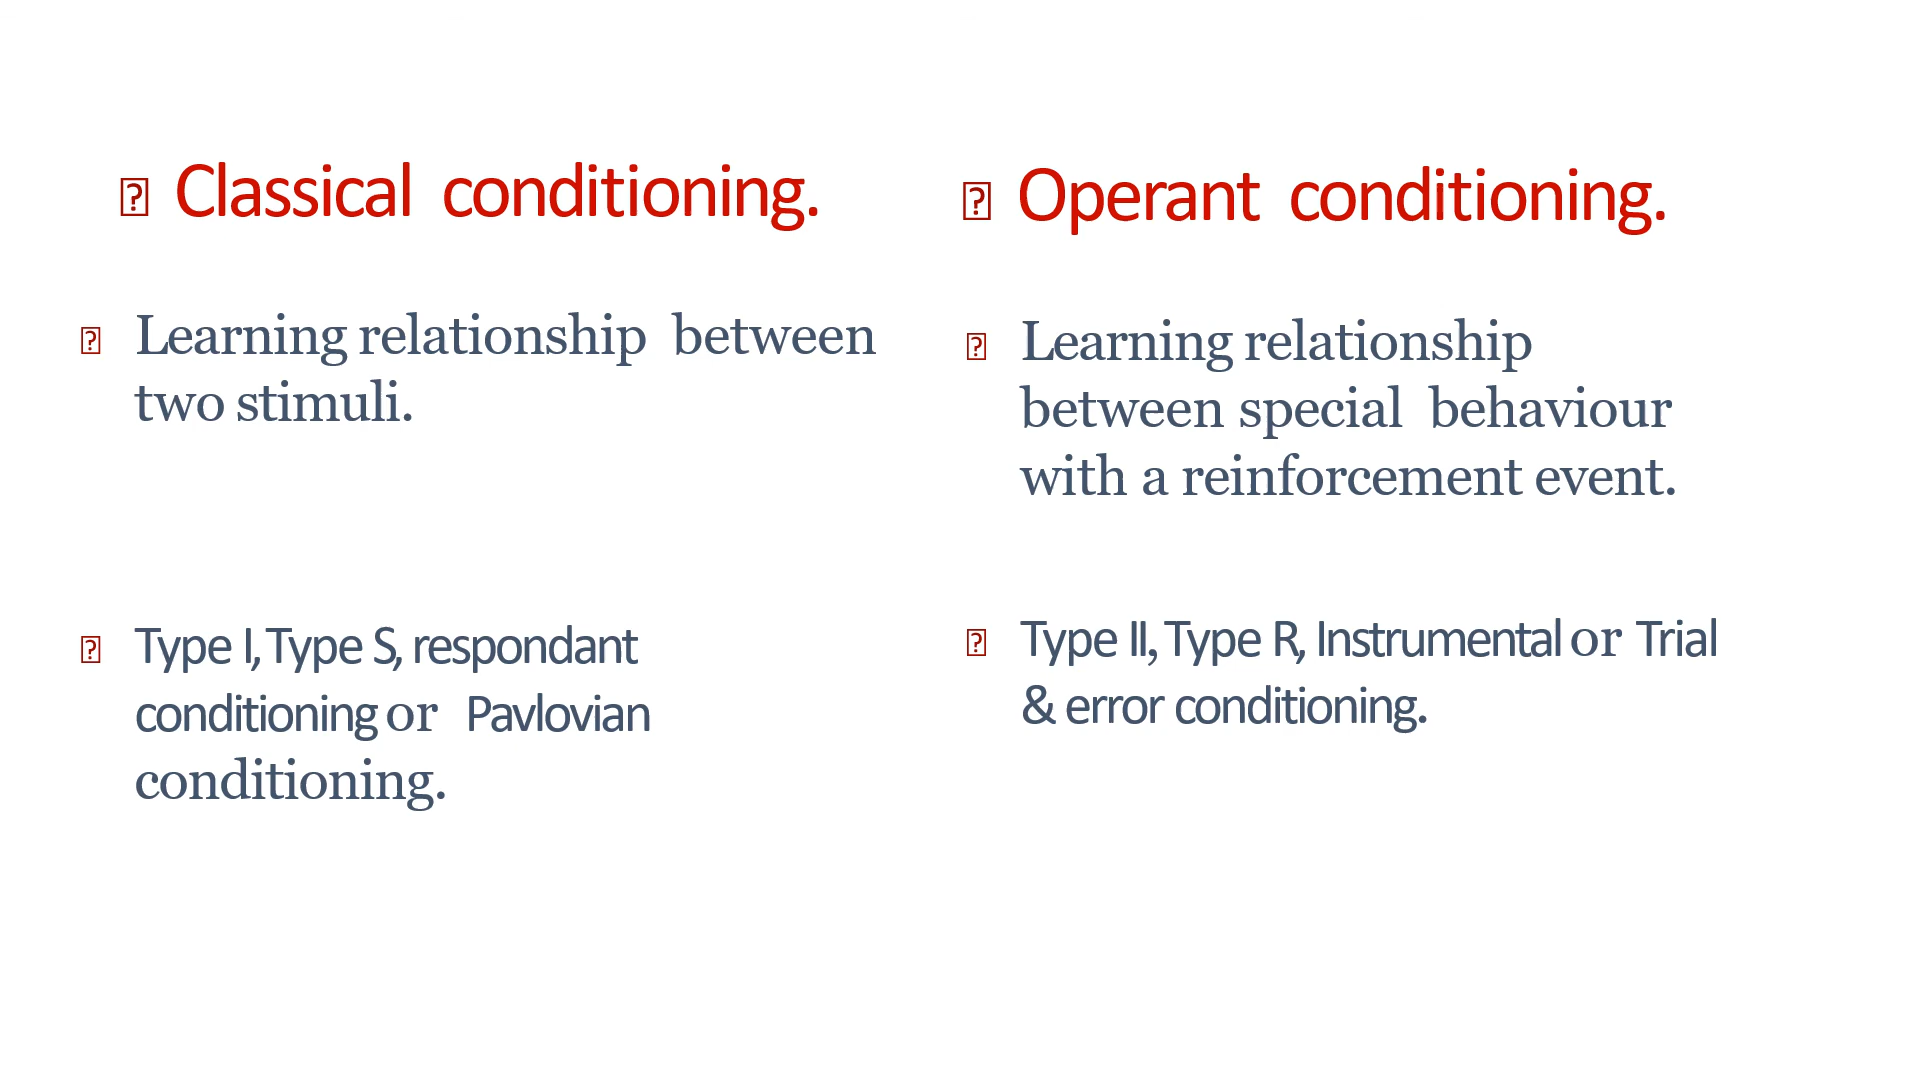 Classical conditioning.
Learning relationship between
two stimuli.
Type I, Type S, respondant
conditioning or Pavlovian
conditioning.
Operant conditioning.
Learning relationship
between special behaviour
with a reinforcement event.
Type II, Type R, Instrumental or Trial
& error conditioning.